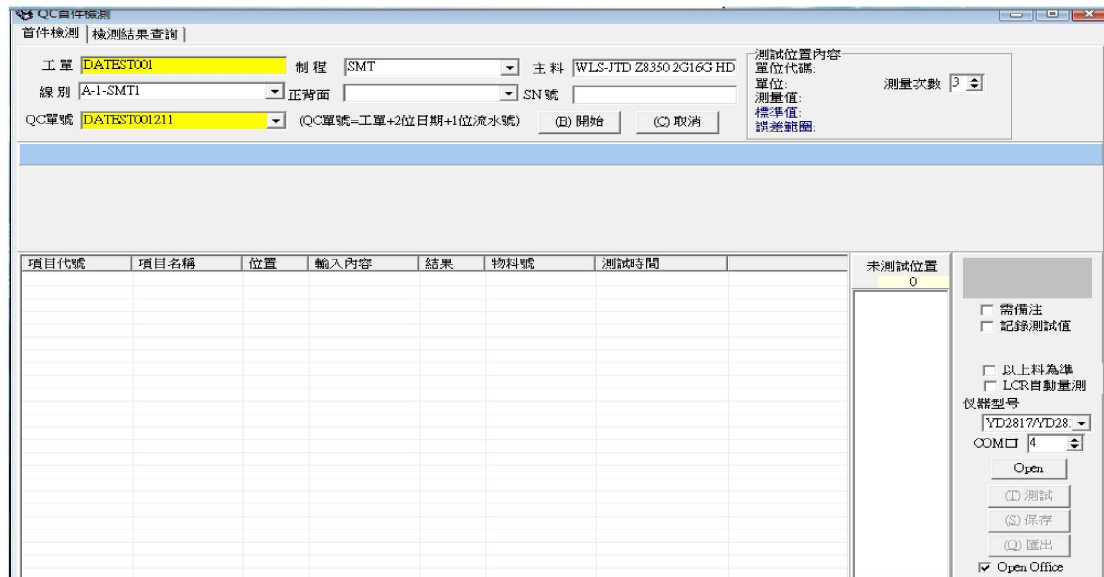 QC首件檢測
首件檢測 檢測結果查詢
工單 DATEST001 制程 SMT 主料 WLS-JTD Z8350 2G16G HD
線別 A-1-SMT1 正背面 SN號
QC單號 DATEST001211 (QC單號=工單+2位日期+1位流水號) (B) 開始 (C) 取消
測試位置內容
單位代碼:
單位:
測量值:
標準值:
誤差範圍:
測量次數 3
項目代號 項目名稱 位置 輸入內容 結果 物料號 測試時間
未測試位置
0
需備注
記錄測試值
以上料為準
LCR自動量測
仪器型号
YD2817/YD28:
COM口 4
Open
(T) 測試
(S) 保存
(Q) 匯出
Open Office